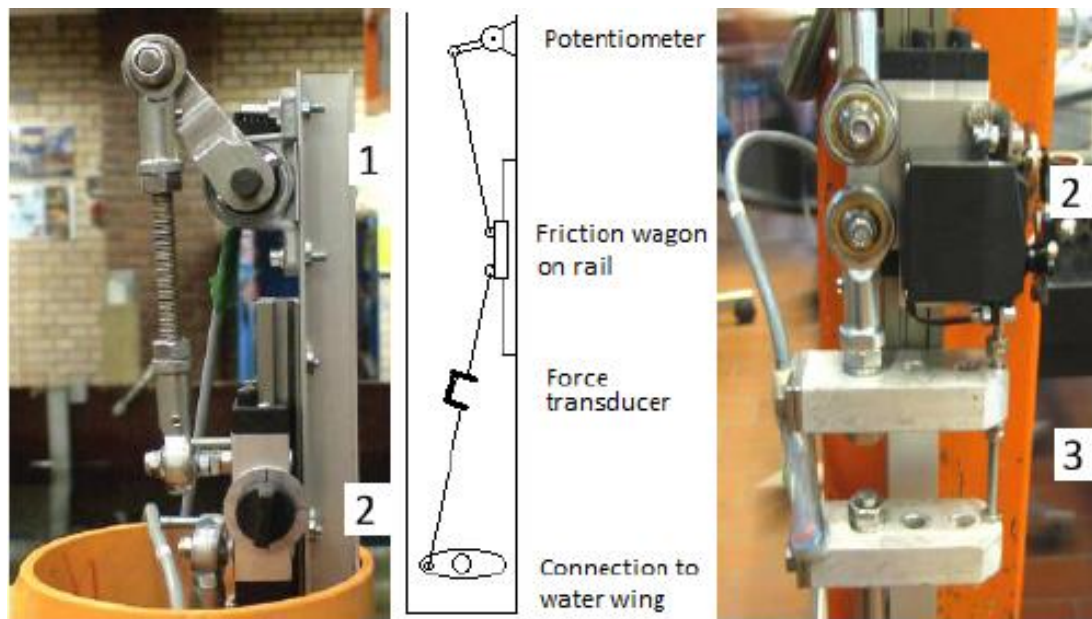 Potentiometer
1
2
Friction wagon
on rail
2
Force
transducer
3
Connection to
water wing